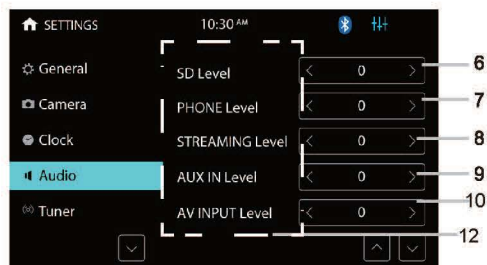 SETTINGS 10:30 AM
General SD Level < 0 > 6
Camera PHONE Level < 0 > 7
Clock STREAMING Level < 0 > 8
Audio AUX IN Level < 0 > 9
Tuner AV INPUT Level < 0 > 10
12